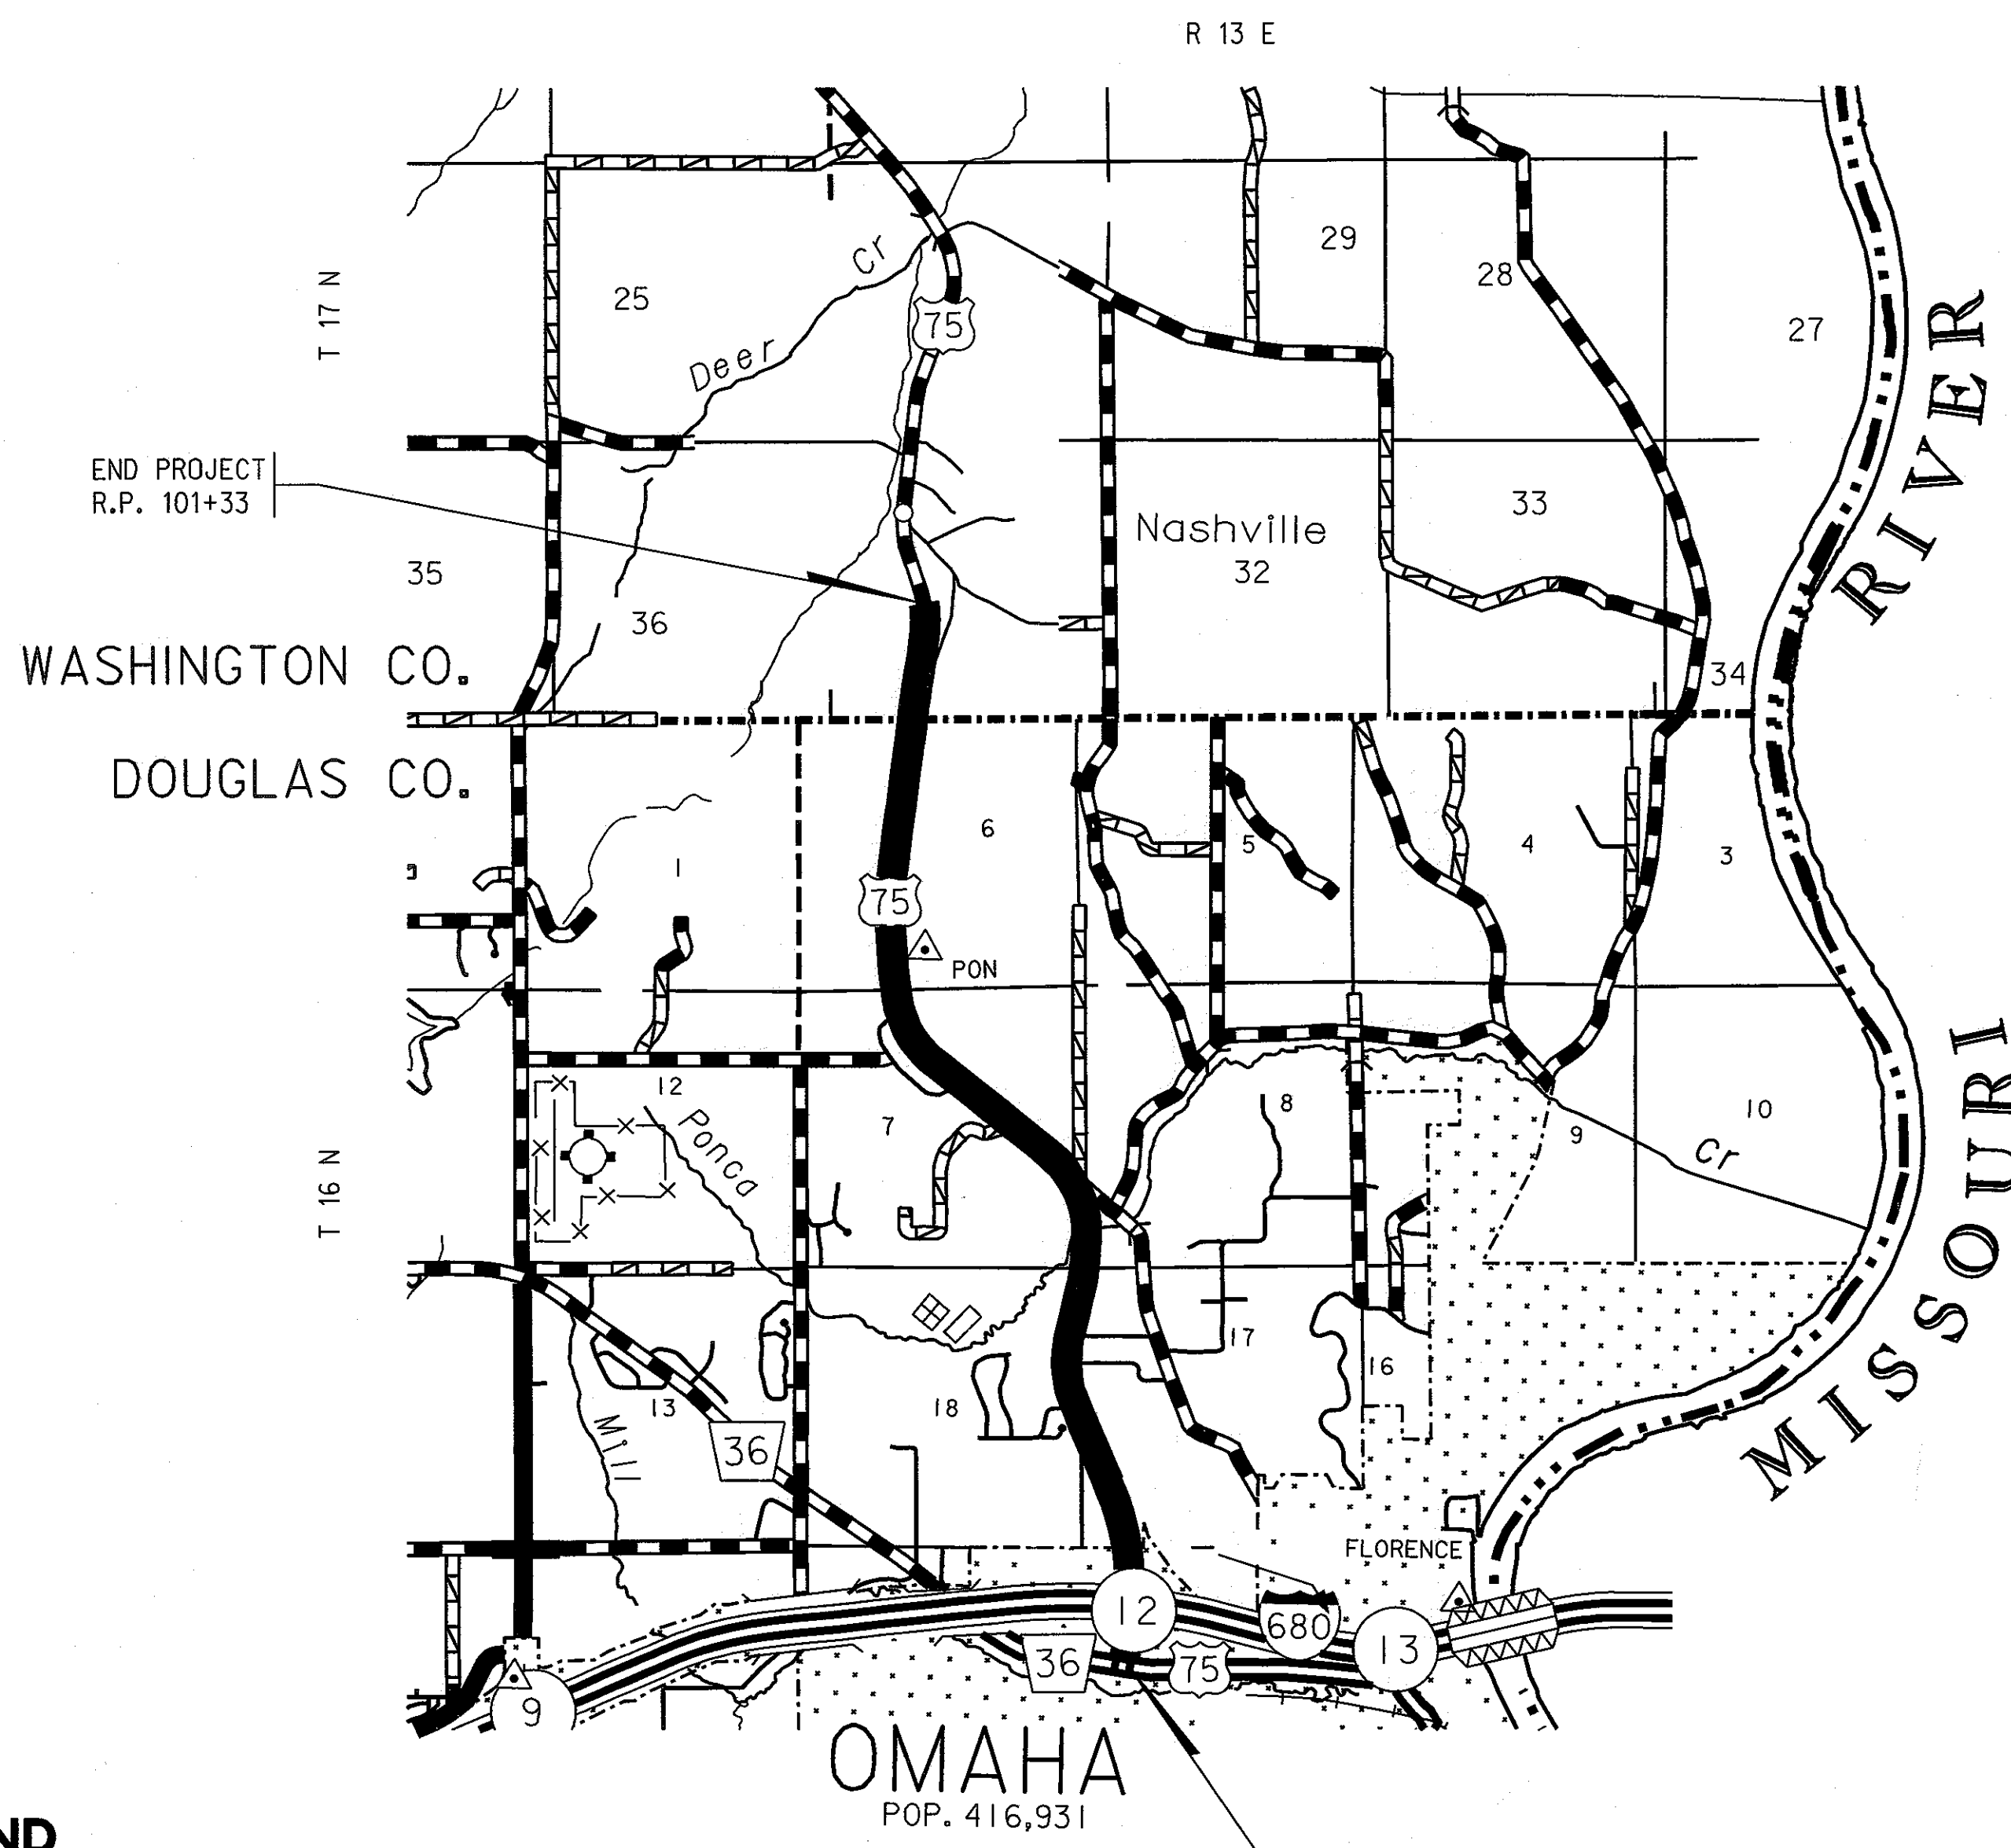 R 13 E
29
28
25
27
T 17 N
Cr
75
Deer
RIVER
END PROJECT
R.P. 101+33
33
Nashville
32
35
36
34
WASHINGTON CO.
DOUGLAS CO.
6
5
4
3
1
75
PON
12
7
8
9
10
Ponca
Cr
T 16 N
MISSOURI
17
16
13
18
Mill
36
FLORENCE
12
680
13
36
75
9
OMAHA
POP. 416,931
ND